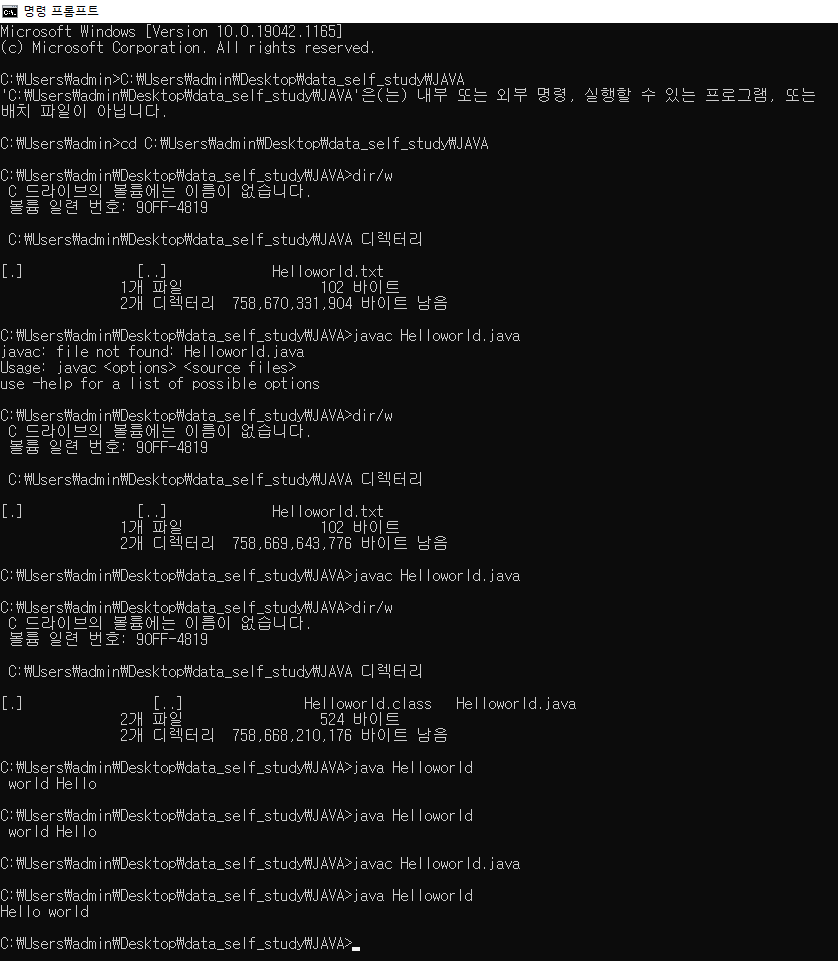 명령 프롬프트
Microsoft Windows [Version 10.0.19042.1165]
(c) Microsoft Corporation. All rights reserved.
C:₩Users₩admin>C:₩Users₩admin₩Desktop₩data_self_study₩JAVA
'C:₩Users₩admin₩Desktop₩data_self_study₩JAVA'은(는) 내부 또는 외부 명령, 실행할 수 있는 프로그램, 또는
배치 파일이 아닙니다.
C:₩Users₩admin>cd C:₩Users₩admin₩Desktop₩data_self_study₩JAVA
C:₩Users₩admin₩Desktop₩data_self_study₩JAVA>dir/w
C 드라이브의 볼륨에는 이름이 없습니다.
볼륨 일련 번호: 90FF-4819
C:₩Users₩admin₩Desktop₩data_self_study₩JAVA 디렉터리
[.] [..] Helloworld.txt
1개 파일 102 바이트
2개 디렉터리 758,670,331,904 바이트 남음
C:₩Users₩admin₩Desktop₩data_self_study₩JAVA>javac Helloworld.java
javac: file not found: Helloworld.java
Usage: javac <options> <source files>
use -help for a list of possible options
C:₩Users₩admin₩Desktop₩data_self_study₩JAVA>dir/w
C 드라이브의 볼륨에는 이름이 없습니다.
볼륨 일련 번호: 90FF-4819
C:₩Users₩admin₩Desktop₩data_self_study₩JAVA 디렉터리
[.] [..] Helloworld.txt
1개 파일 102 바이트
2개 디렉터리 758,669,643,776 바이트 남음
C:₩Users₩admin₩Desktop₩data_self_study₩JAVA>javac Helloworld.java
C:₩Users₩admin₩Desktop₩data_self_study₩JAVA>dir/w
C 드라이브의 볼륨에는 이름이 없습니다.
볼륨 일련 번호: 90FF-4819
C:₩Users₩admin₩Desktop₩data_self_study₩JAVA 디렉터리
[.] [..] Helloworld.class Helloworld.java
2개 파일 524 바이트
2개 디렉터리 758,668,210,176 바이트 남음
C:₩Users₩admin₩Desktop₩data_self_study₩JAVA>java Helloworld
world Hello
C:₩Users₩admin₩Desktop₩data_self_study₩JAVA>java Helloworld
world Hello
C:₩Users₩admin₩Desktop₩data_self_study₩JAVA>javac Helloworld.java
C:₩Users₩admin₩Desktop₩data_self_study₩JAVA>java Helloworld
Hello world
C:₩Users₩admin₩Desktop₩data_self_study₩JAVA>